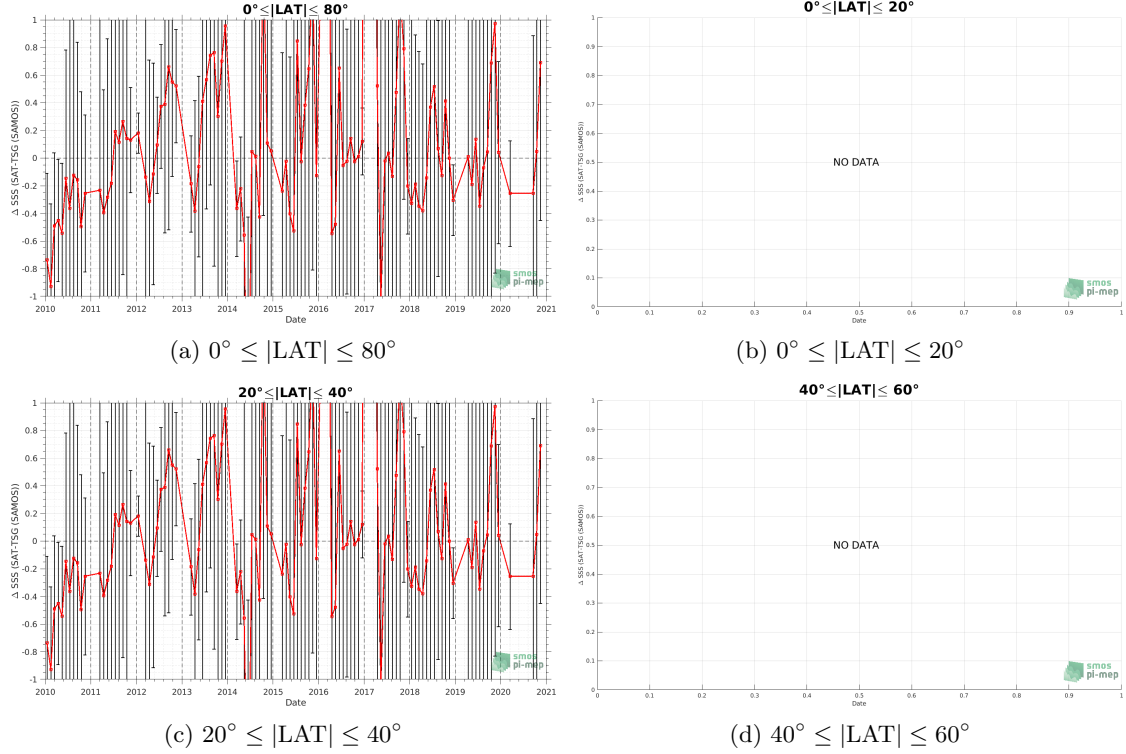 0°≤|LAT|≤ 80°
Δ SSS (SAT-TSG (SAMOS))
1
0.8
0.6
0.4
0.2
0
-0.2
-0.4
-0.6
-0.8
-1
2010 2011 2012 2013 2014 2015 2016 2017 2018 2019 2020 2021
Date
smos
pi-mep
(a) 0° ≤ |LAT| ≤ 80°
0°≤|LAT|≤ 20°
Δ SSS (SAT-TSG (SAMOS))
1
0.9
0.8
0.7
0.6
0.5
0.4
0.3
0.2
0.1
0
NO DATA
0 0.1 0.2 0.3 0.4 0.5 0.6 0.7 0.8 0.9 1
Date
smos
pi-mep
(b) 0° ≤ |LAT| ≤ 20°
20°≤|LAT|≤ 40°
Δ SSS (SAT-TSG (SAMOS))
1
0.8
0.6
0.4
0.2
0
-0.2
-0.4
-0.6
-0.8
-1
2010 2011 2012 2013 2014 2015 2016 2017 2018 2019 2020 2021
Date
smos
pi-mep
(c) 20° ≤ |LAT| ≤ 40°
40°≤|LAT|≤ 60°
Δ SSS (SAT-TSG (SAMOS))
1
0.9
0.8
0.7
0.6
0.5
0.4
0.3
0.2
0.1
0
NO DATA
0 0.1 0.2 0.3 0.4 0.5 0.6 0.7 0.8 0.9 1
Date
smos
pi-mep
(d) 40° ≤ |LAT| ≤ 60°